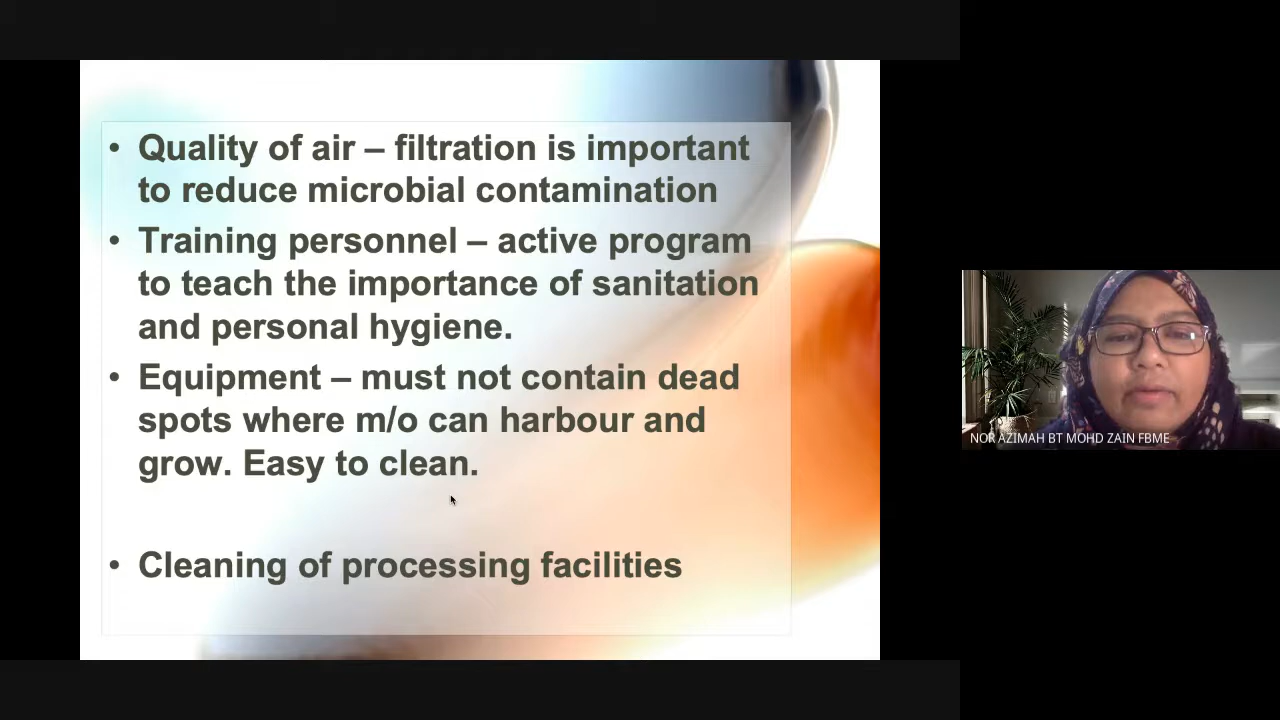 • Quality of air – filtration is important
to reduce microbial contamination
• Training personnel – active program
to teach the importance of sanitation
and personal hygiene.
• Equipment – must not contain dead
spots where m/o can harbour and
grow. Easy to clean.
• Cleaning of processing facilities
NOR AZIMAH BT MOHD ZAIN FBME